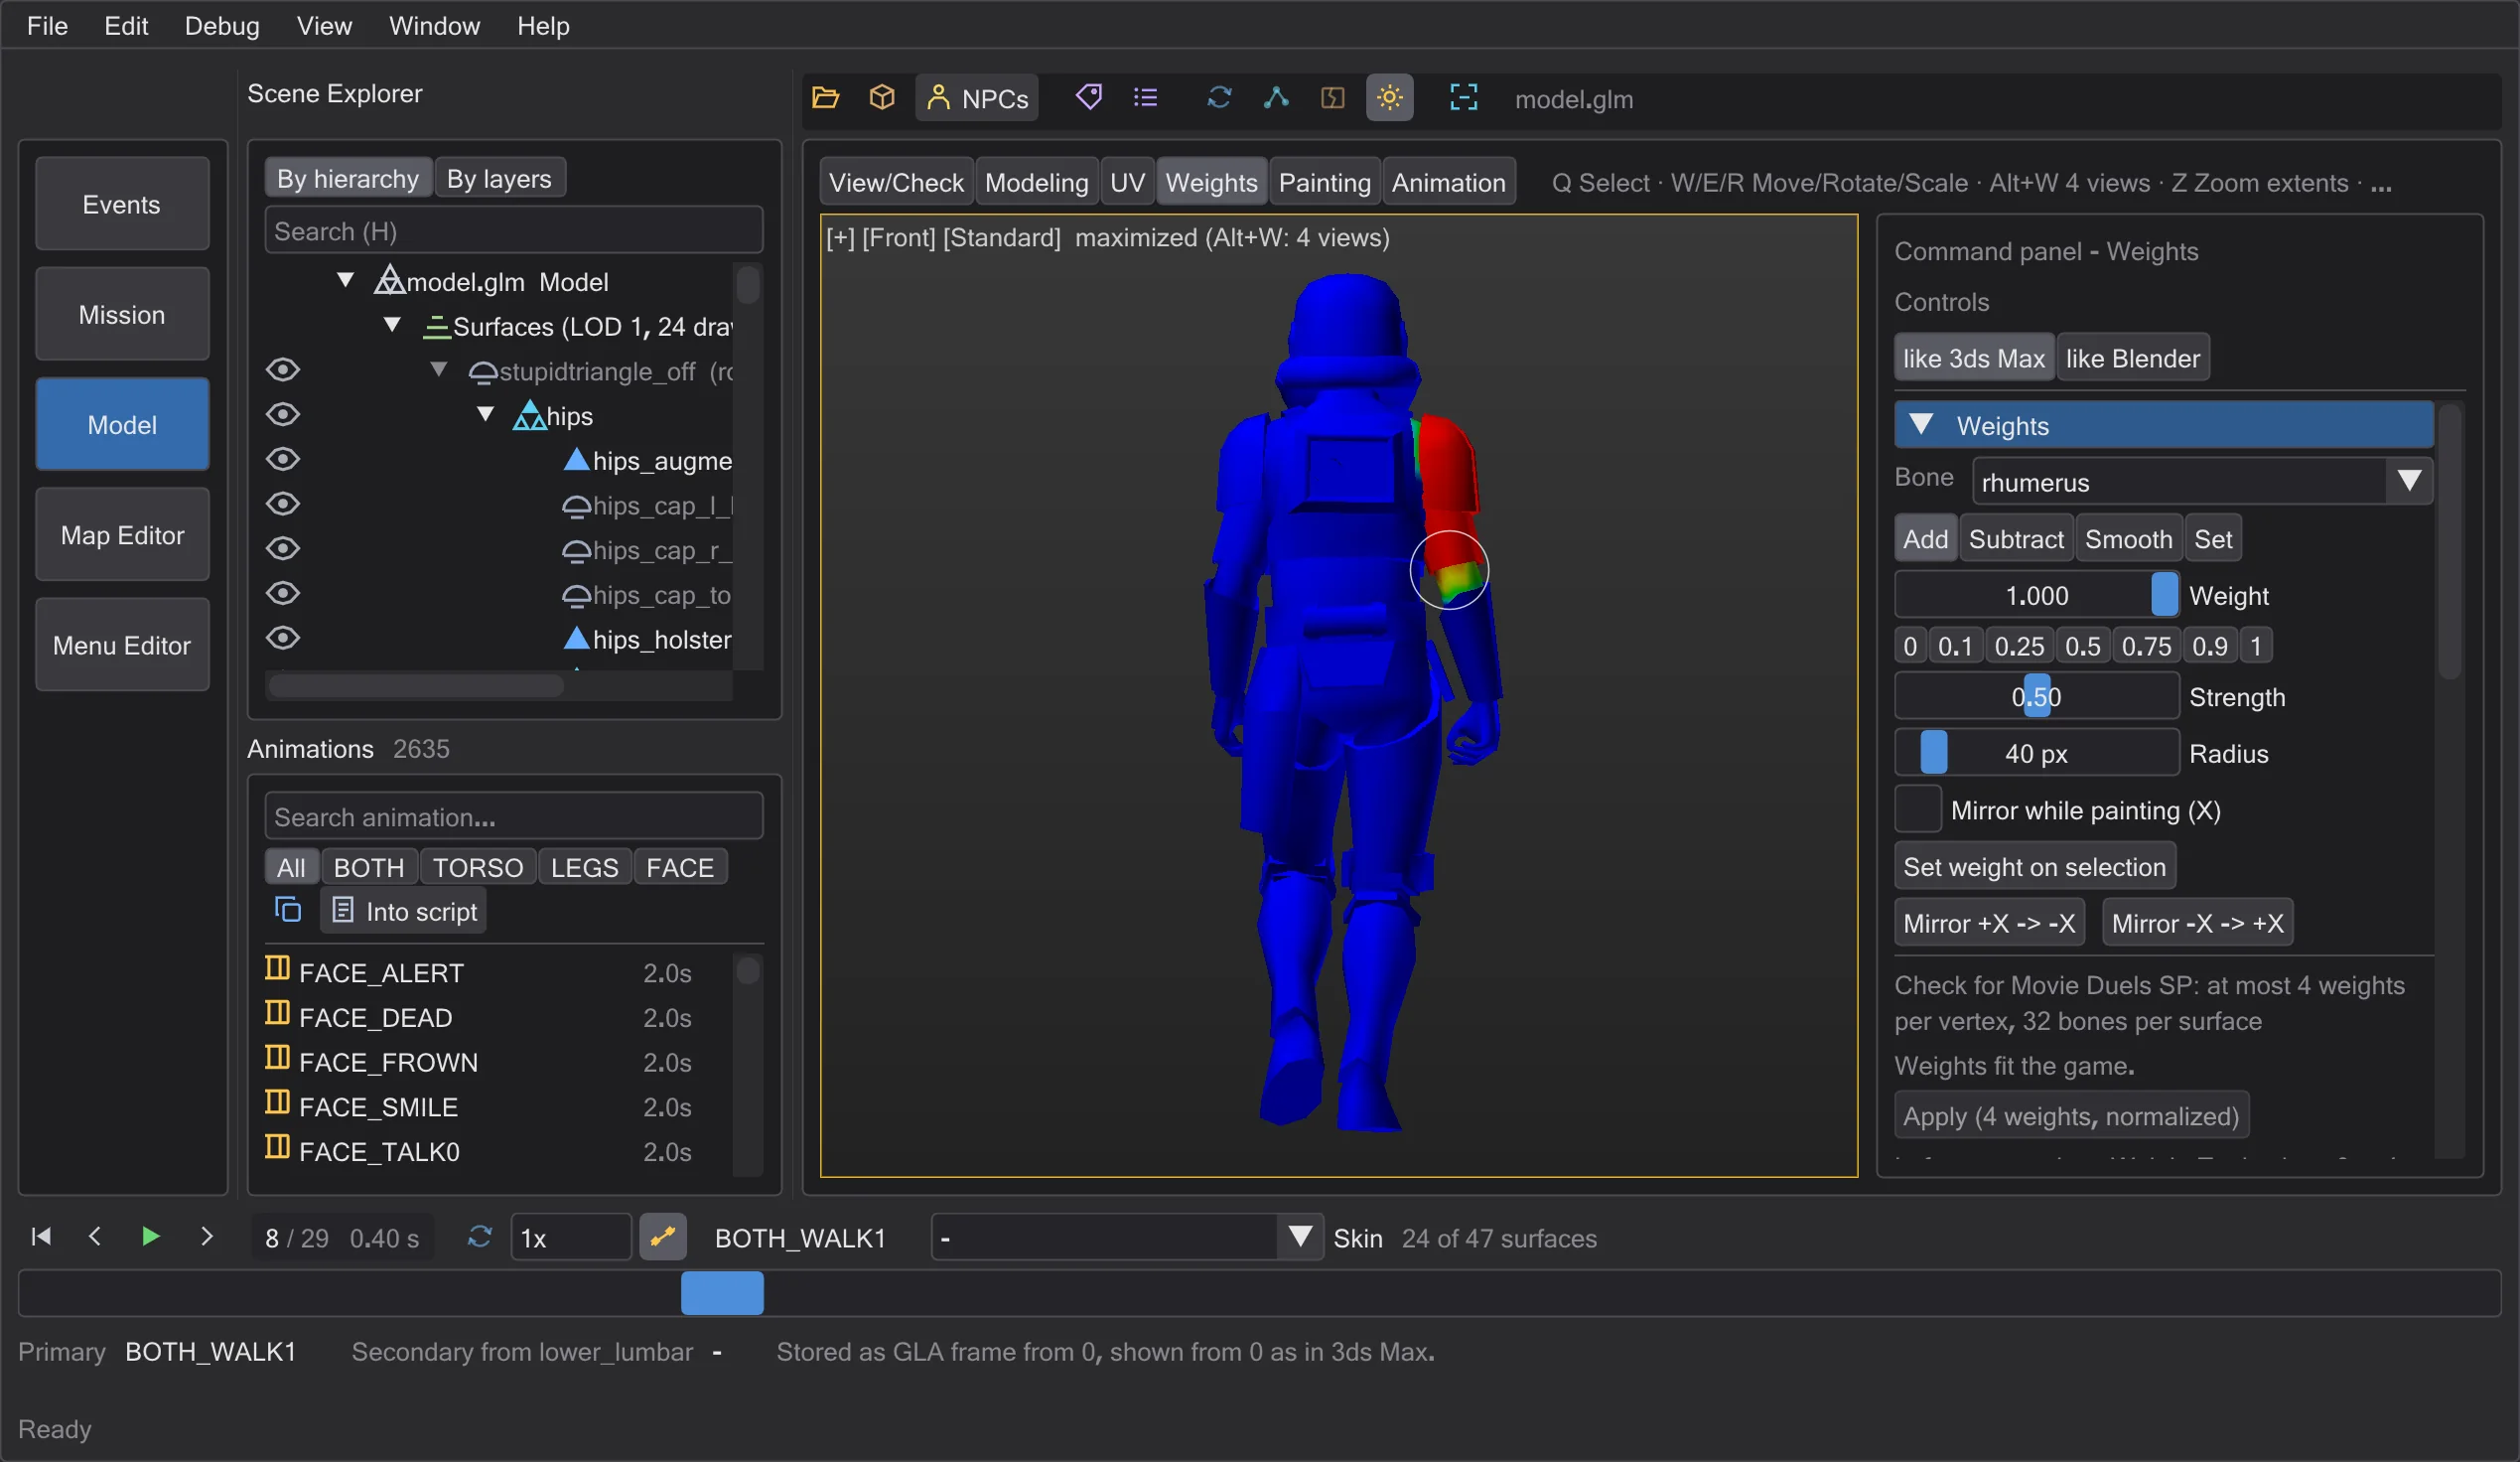 File Edit Debug View Window Help
Scene Explorer
NPCs
model.glm
Events
Mission
Model
Map Editor
Menu Editor
By hierarchy By layers
Search (H)
model.glm Model
Surfaces (LOD 1, 24 dra
stupidtriangle_off
hips
hips_augme
hips_cap_l_
hips_cap_r_
hips_cap_to
hips_holster
Animations 2635
Search animation...
All BOTH TORSO LEGS FACE
Into script
FACE_ALERT 2.0s
FACE_DEAD 2.0s
FACE_FROWN 2.0s
FACE_SMILE 2.0s
FACE_TALK0 2.0s
View/Check Modeling UV Weights Painting Animation Q Select · W/E/R Move/Rotate/Scale · Alt+W 4 views · Z Zoom extents · ...
[+] [Front] [Standard] maximized (Alt+W: 4 views)
Command panel - Weights
Controls
like 3ds Max like Blender
Weights
Bone rhumerus
Add Subtract Smooth Set
1.000 Weight
0 0.1 0.25 0.5 0.75 0.9 1
0.50 Strength
40 px Radius
Mirror while painting (X)
Set weight on selection
Mirror +X -> -X Mirror -X -> +X
Check for Movie Duels SP: at most 4 weights
per vertex, 32 bones per surface
Weights fit the game.
Apply (4 weights, normalized)
8 / 29 0.40 s 1x BOTH_WALK1 - Skin 24 of 47 surfaces
Primary BOTH_WALK1 Secondary from lower_lumbar - Stored as GLA frame from 0, shown from 0 as in 3ds Max.
Ready